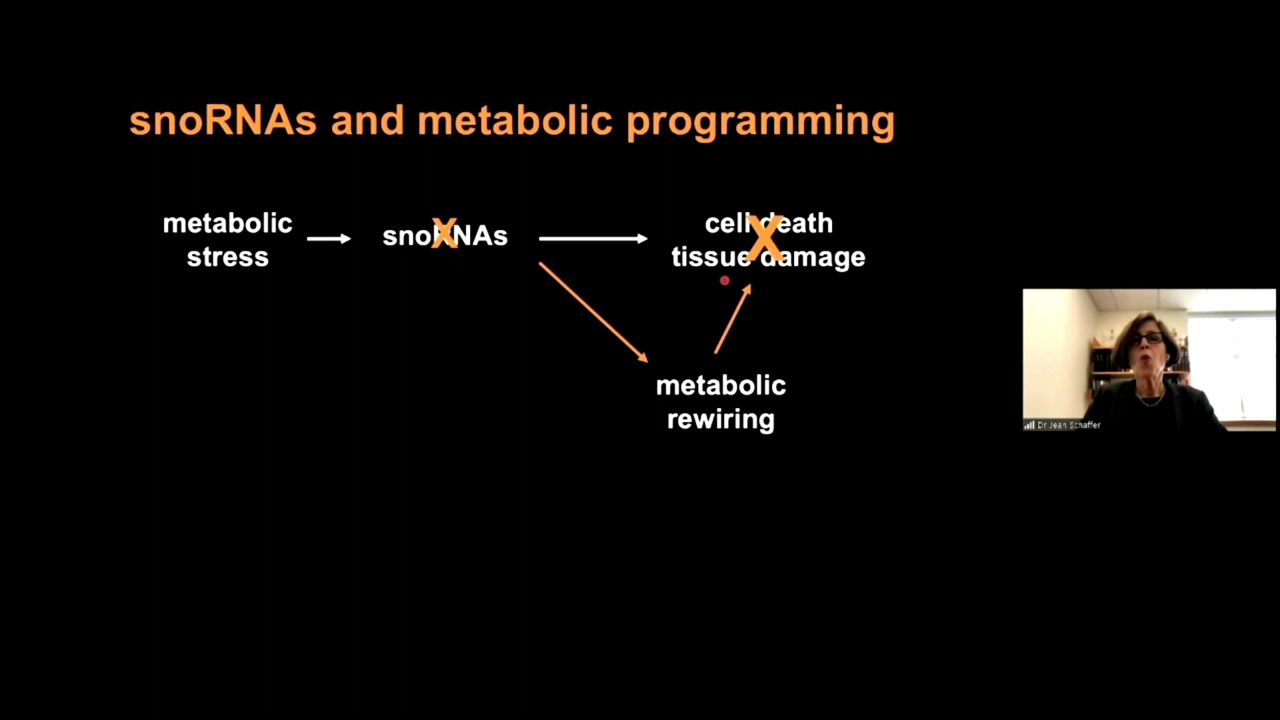 snoRNAs and metabolic programming
metabolic
stress
snoRNAs
X
cell death
tissue damage
X
metabolic
rewiring
Dr Jean Schaffer